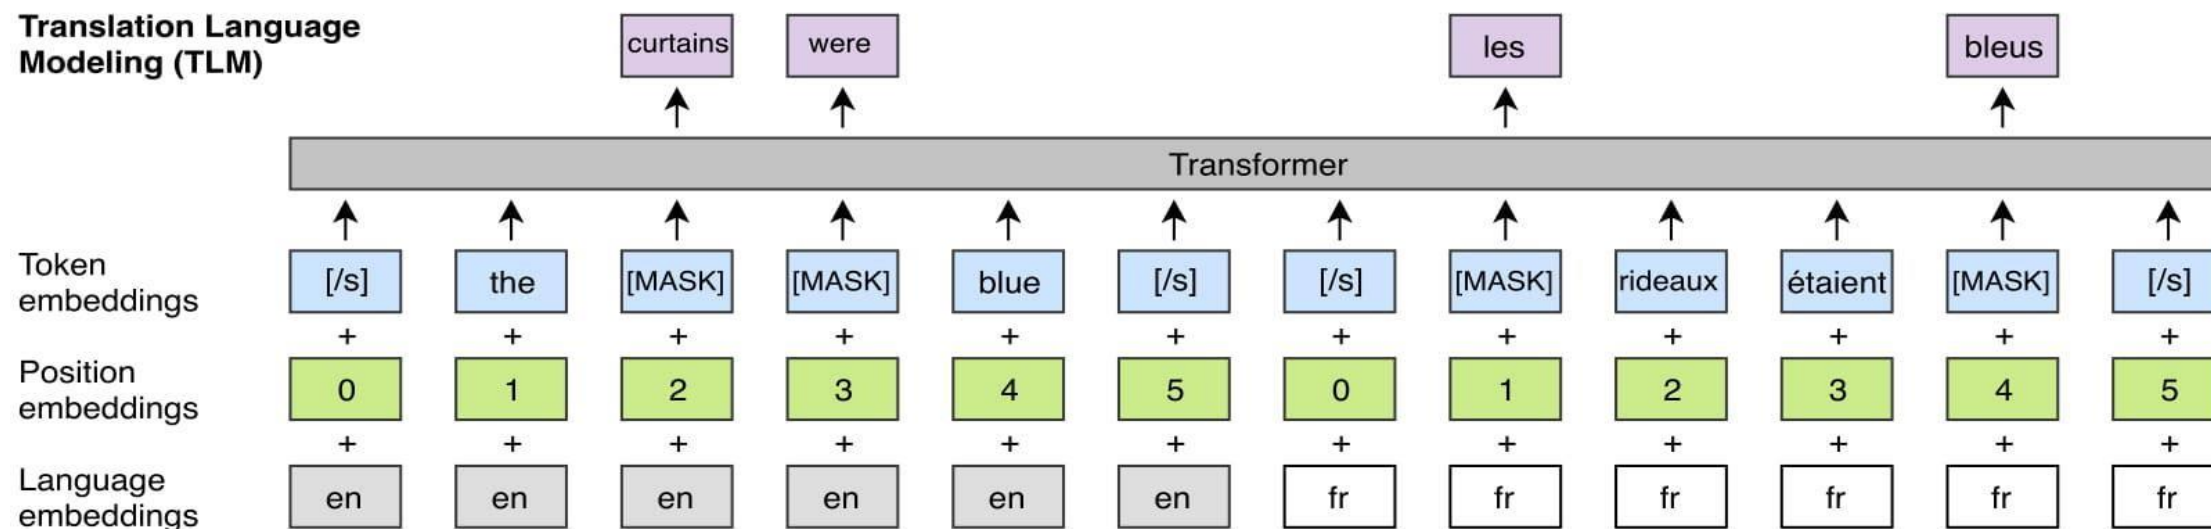 Translation Language
Modeling (TLM)
curtains were les bleus
Transformer
Token
embeddings
[/s] the [MASK] [MASK] blue [/s] [/s] [MASK] rideaux étaient [MASK] [/s]
+ + + + + + + + + + + +
Position
embeddings
0 1 2 3 4 5 0 1 2 3 4 5
+ + + + + + + + + + + +
Language
embeddings
en en en en en en fr fr fr fr fr fr